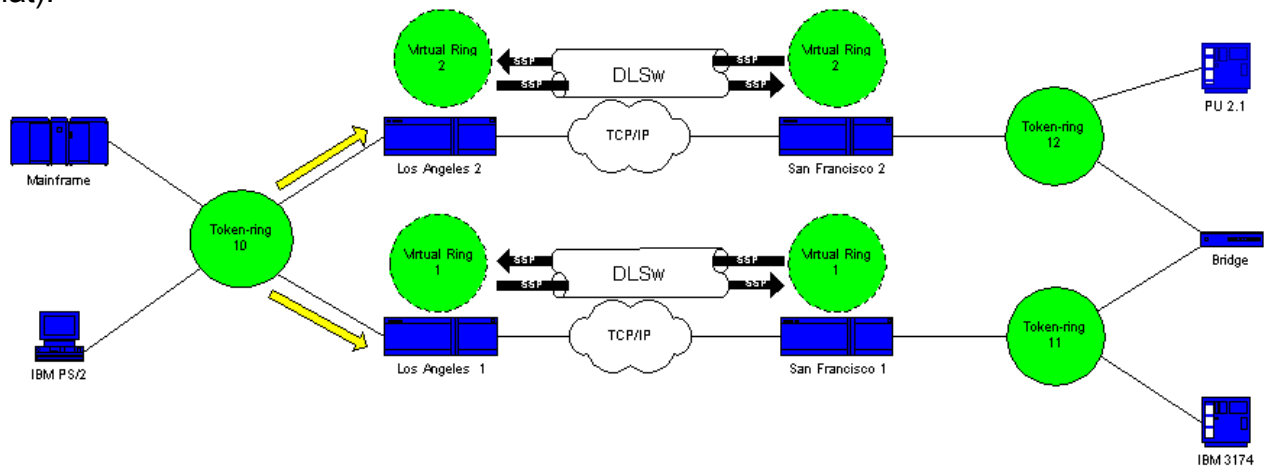 nat).
Virtual Ring
2
SSP
SSP
DLSw
SSP
SSP
Virtual Ring
2
PU 2.1
Mainframe
Los Angeles 2
TCP/IP
San Francisco 2
Token-ring
12
Token-ring
10
Virtual Ring
1
SSP
SSP
DLSw
SSP
SSP
Virtual Ring
1
Bridge
IBM PS/2
Los Angeles 1
TCP/IP
San Francisco 1
Token-ring
11
IBM 3174